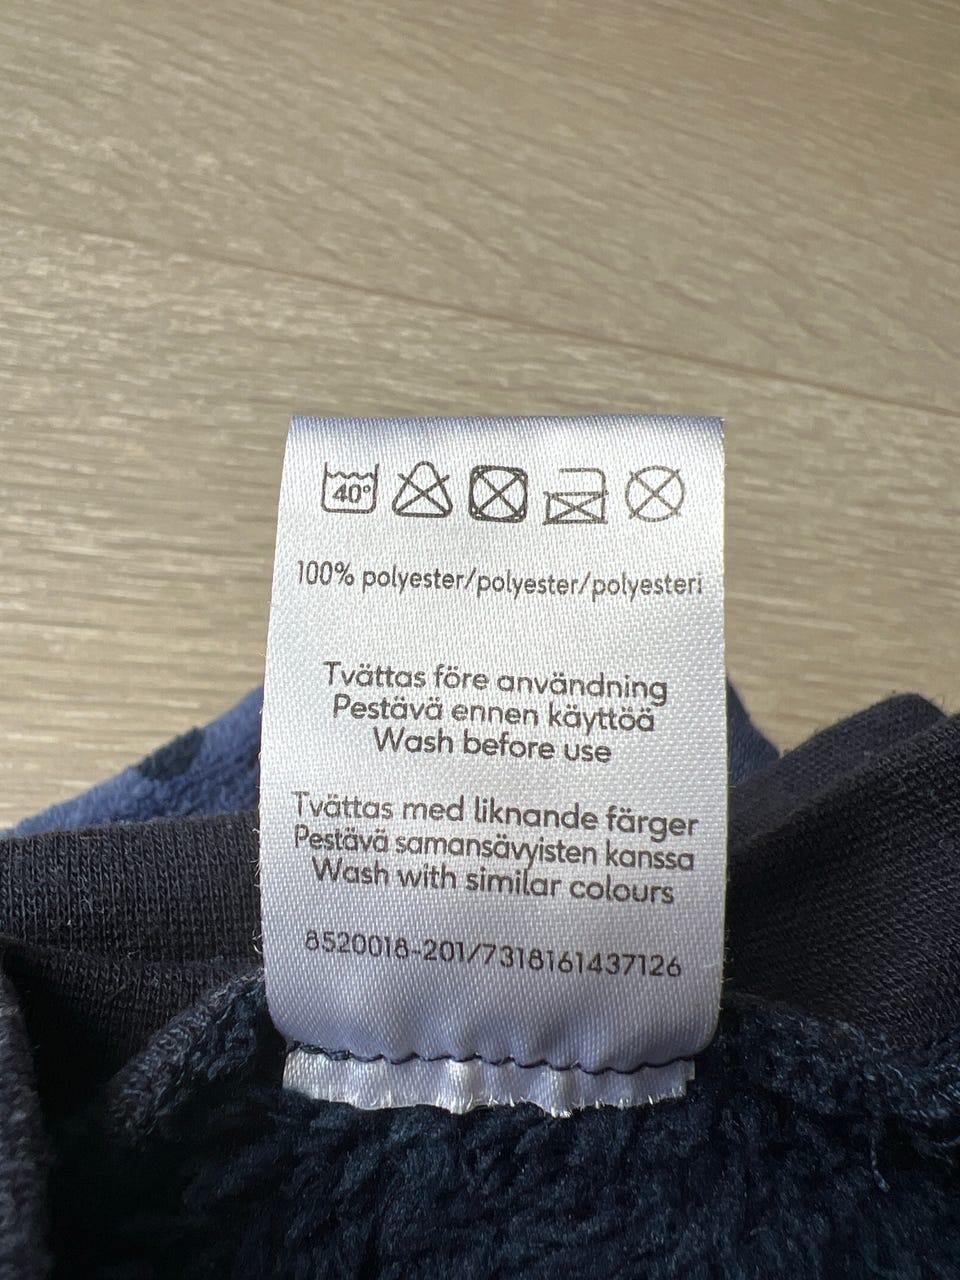 40°
100% polyester/polyester/polyesteri
Tvättas före användning
Pestävä ennen käyttöä
Wash before use
Tvättas med liknande färger
Pestävä samansävyisten kanssa
Wash with similar colours
8520018-201/7318161437126